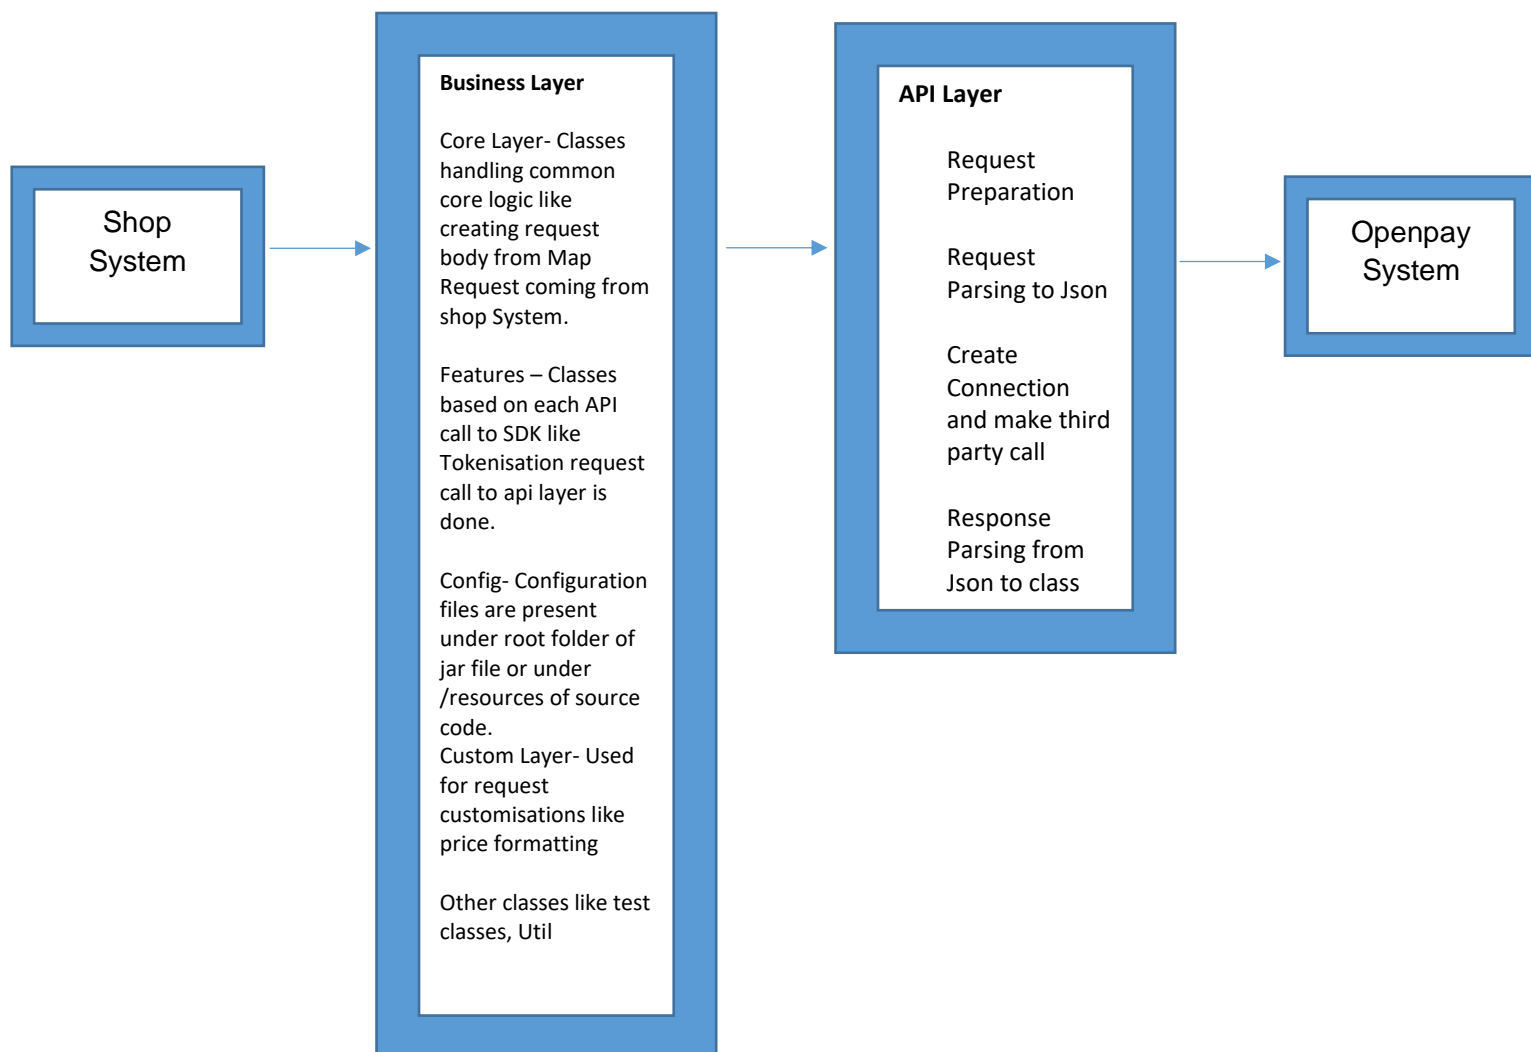 Shop
System
Business Layer
Core Layer- Classes
handling common
core logic like
creating request
body from Map
Request coming from
shop System.
Features – Classes
based on each API
call to SDK like
Tokenisation request
call to api layer is
done.
Config- Configuration
files are present
under root folder of
jar file or under
/resources of source
code.
Custom Layer- Used
for request
customisations like
price formatting
Other classes like test
classes, Util
API Layer
Request
Preparation
Request
Parsing to Json
Create
Connection
and make third
party call
Response
Parsing from
Json to class
Openpay
System